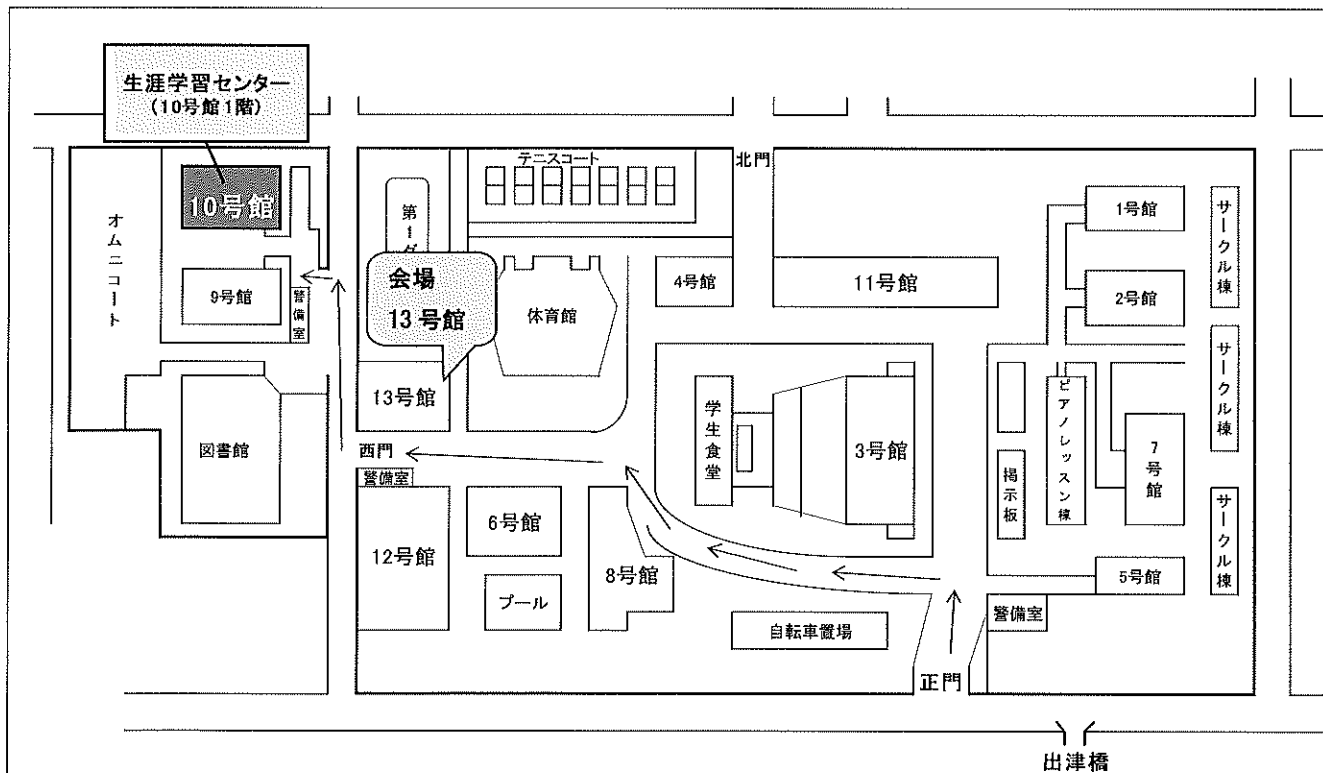 生涯学習センター
（10号館1階）
10号館
オムニコート
9号館
警備室
図書館
第1グ
会場
13号館
13号館
テニスコート
北門
体育館
4号館
11号館
1号館
2号館
サークル棟
サークル棟
サークル棟
学生食堂
3号館
掲示板
ピアノレッスン棟
7号館
西門
警備室
12号館
6号館
プール
8号館
自転車置場
5号館
警備室
正門
出津橋